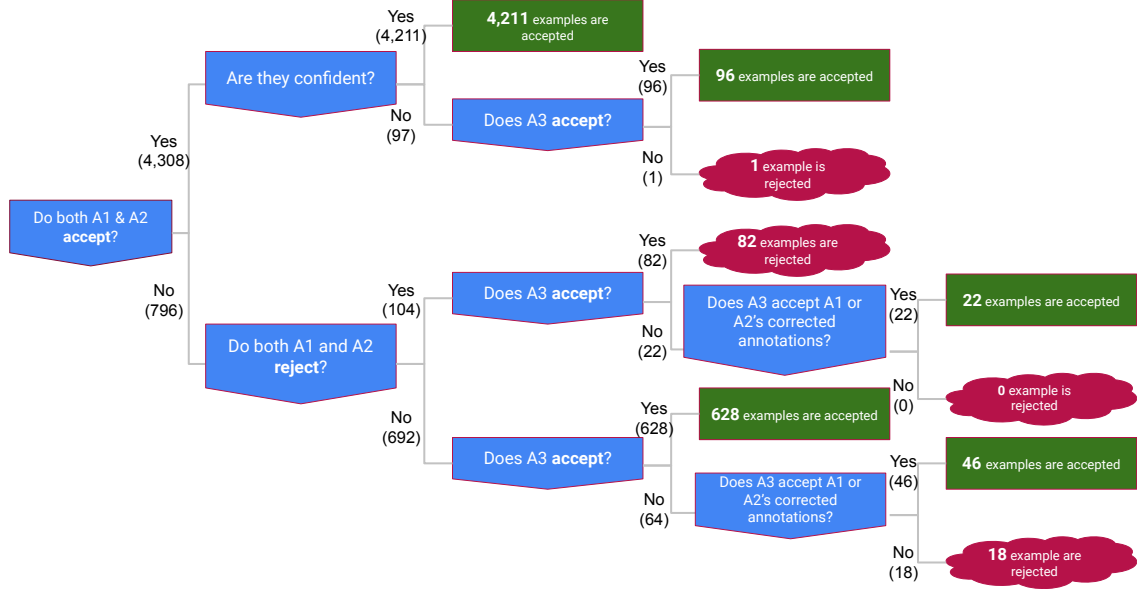 Do both A1 & A2
accept?
Yes
(4,308)
No
(796)
Are they confident?
Yes
(4,211)
No
(97)
4,211 examples are
accepted
Does A3 accept?
Yes
(96)
No
(1)
96 examples are accepted
1 example is
rejected
Do both A1 and A2
reject?
Yes
(104)
No
(692)
Does A3 accept?
Yes
(82)
No
(22)
82 examples are
rejected
Does A3 accept A1 or
A2's corrected
annotations?
Yes
(22)
No
(0)
22 examples are accepted
0 example is
rejected
Does A3 accept?
Yes
(628)
No
(64)
628 examples are accepted
Does A3 accept A1 or
A2's corrected
annotations?
Yes
(46)
No
(18)
46 examples are accepted
18 example are
rejected